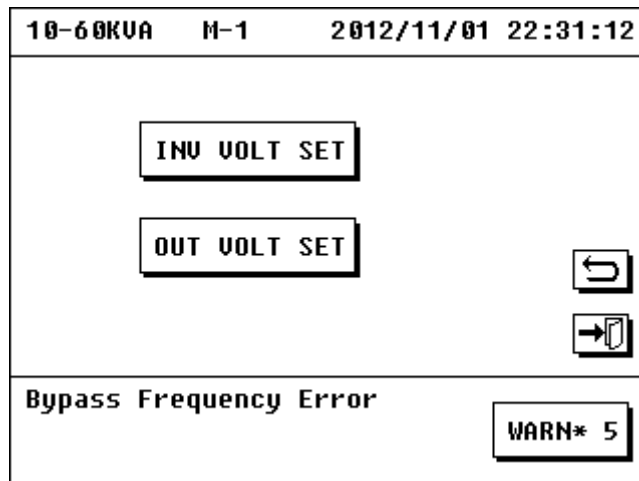 10-60KVA M-1 2012/11/01 22:31:12
INV VOLT SET
OUT VOLT SET
Bypass Frequency Error
WARN* 5